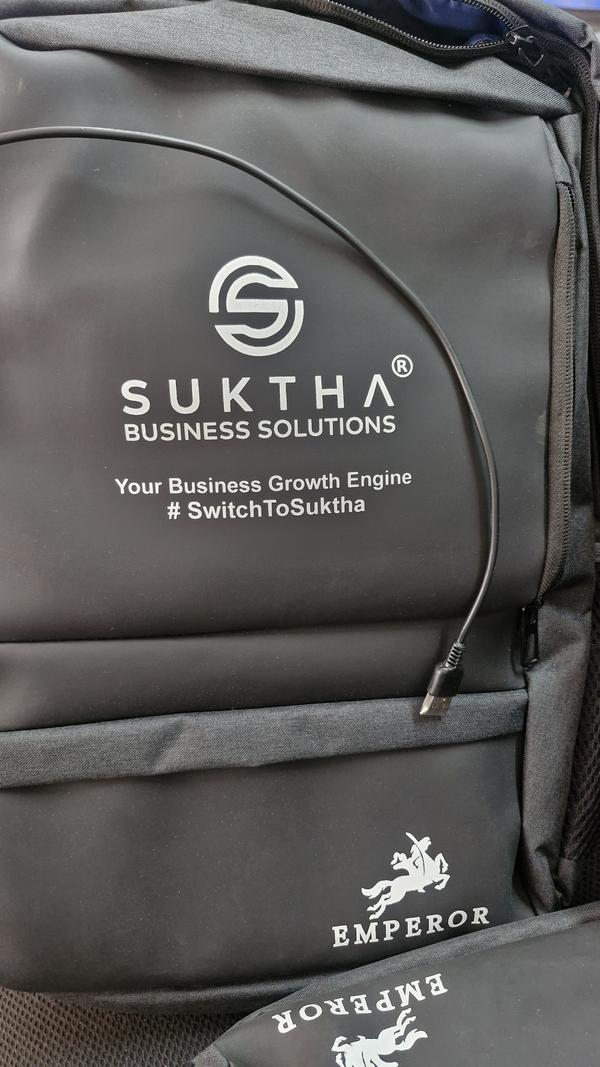 SUKTHA®
BUSINESS SOLUTIONS
Your Business Growth Engine
# SwitchToSuktha
EMPEROR
EMPEROR